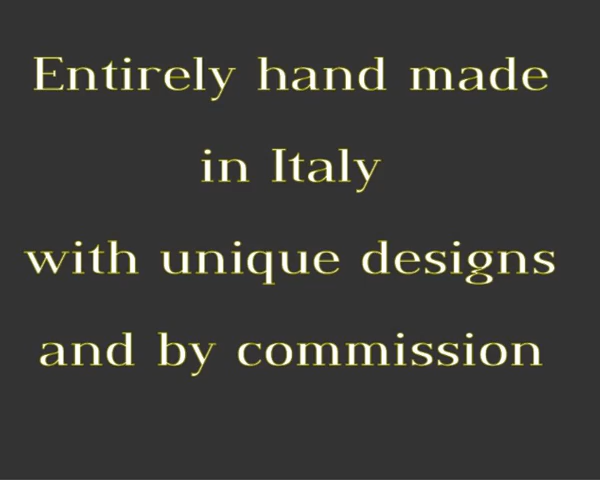 Entirely hand made
in Italy
with unique designs
and by commission